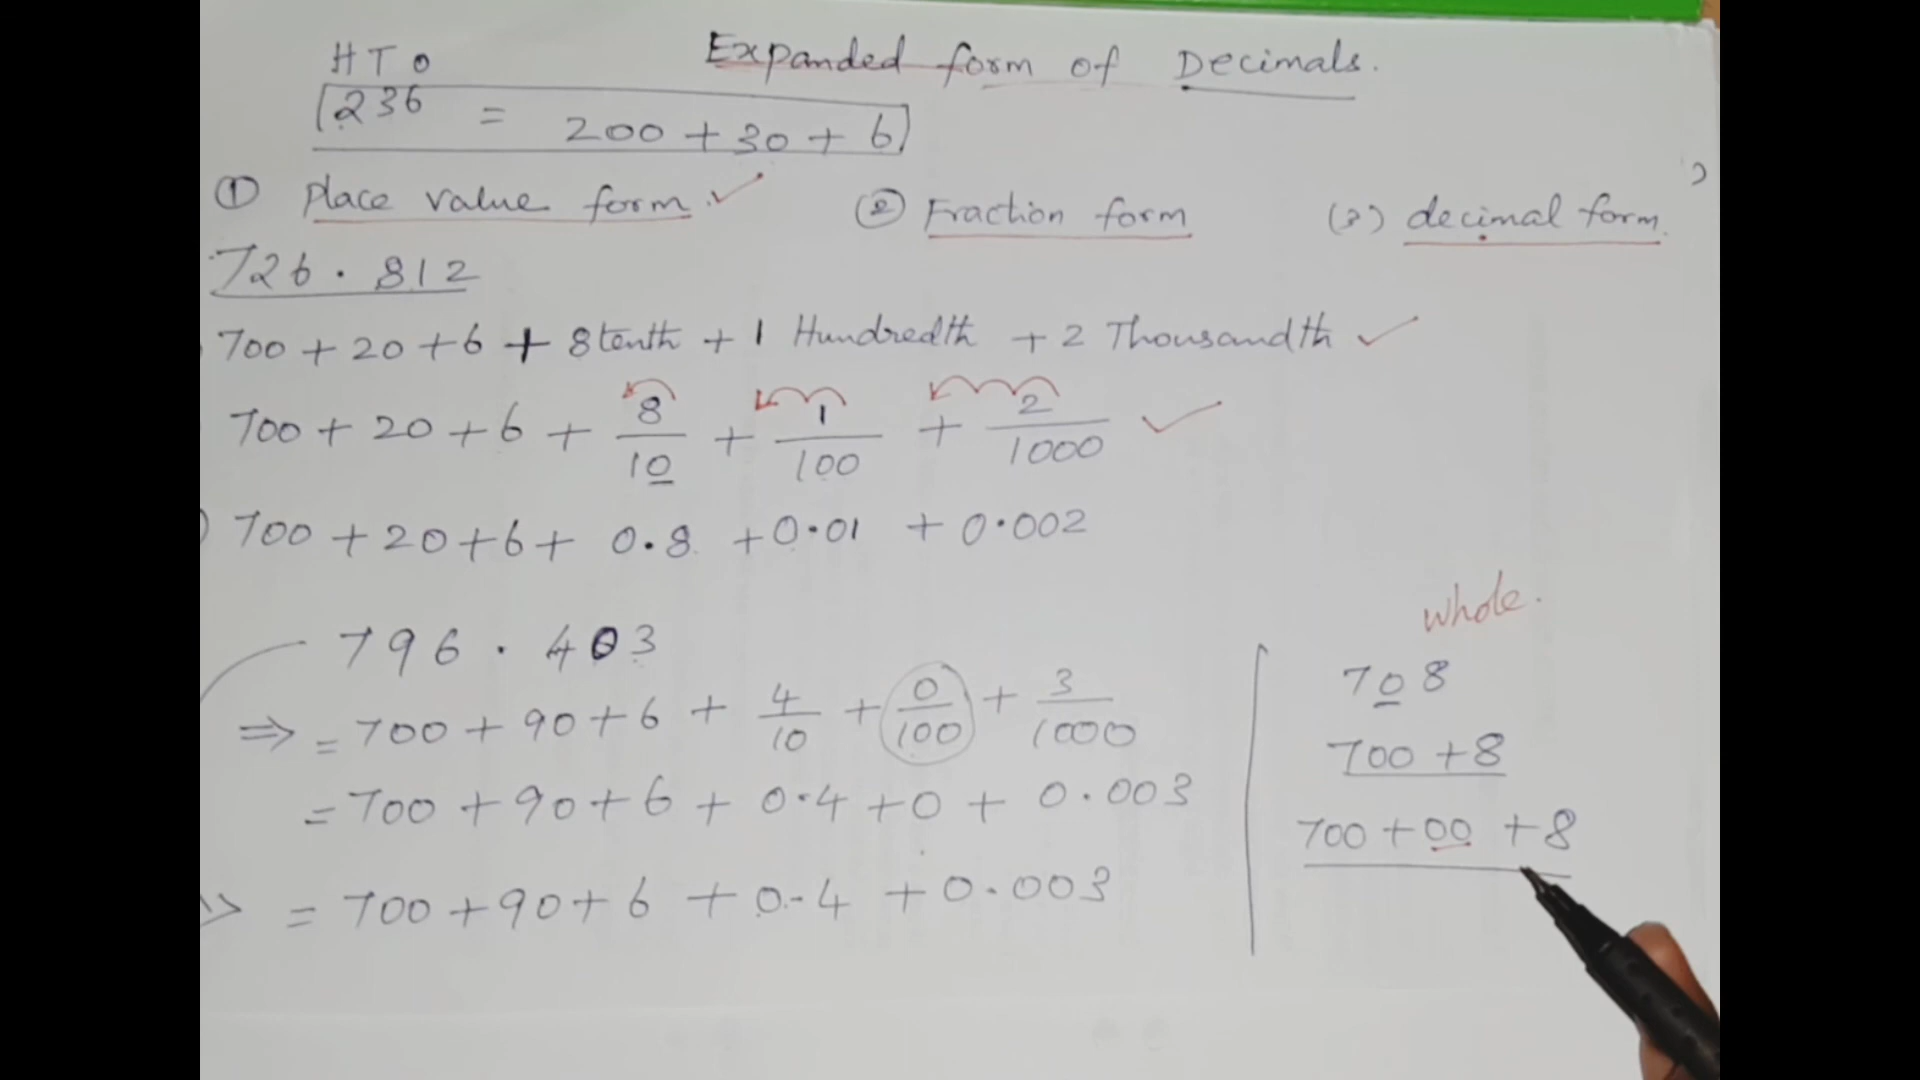 Expanded form of Decimals.
H T O
236 = 200 + 30 + 6
① Place value form. ✓ (2) Fraction form (3) decimal form.
726.812
700 + 20 + 6 + 8 tenth + 1 Hundredth + 2 Thousandth ✓
700 + 20 + 6 + 8/10 + 1/100 + 2/1000 ✓
) 700 + 20 + 6 + 0.8 + 0.01 + 0.002
796.403
⇒ = 700 + 90 + 6 + 4/10 + 0/100 + 3/1000
= 700 + 90 + 6 + 0.4 + 0 + 0.003
= 700 + 90 + 6 + 0.4 + 0.003
whole.
708
700 + 8
700 + 00 + 8